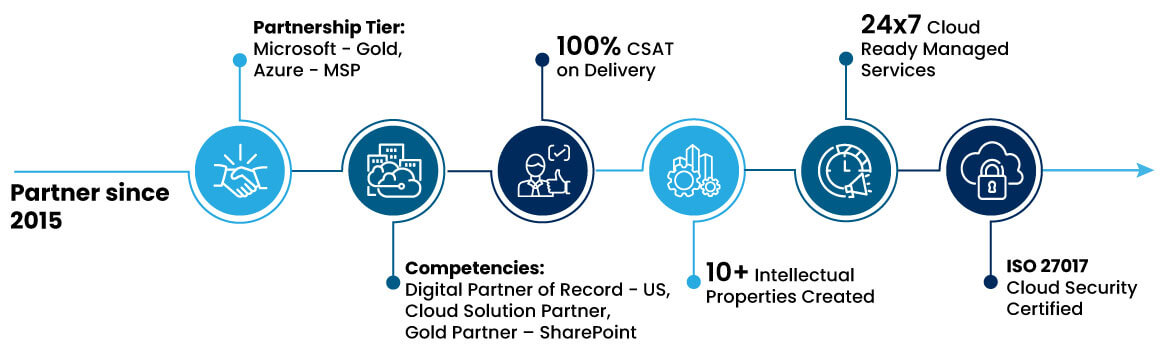 Partner since
2015
Partnership Tier:
Microsoft - Gold,
Azure - MSP
Competencies:
Digital Partner of Record - US,
Cloud Solution Partner,
Gold Partner – SharePoint
100% CSAT
on Delivery
10+ Intellectual
Properties Created
24x7 Cloud
Ready Managed
Services
ISO 27017
Cloud Security
Certified